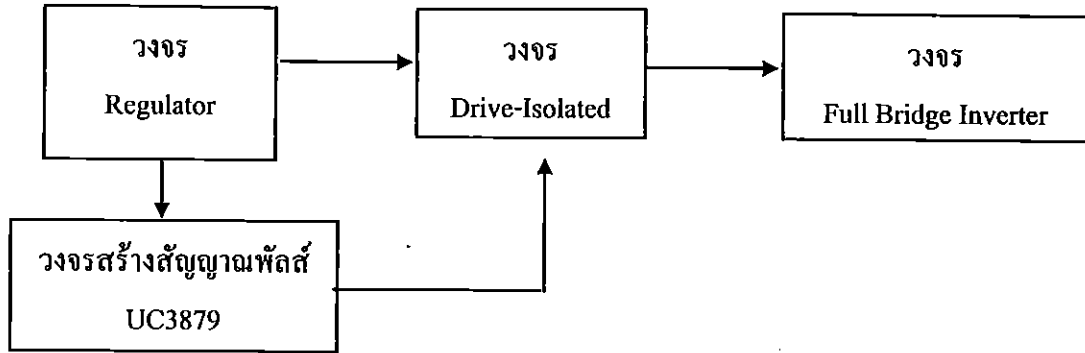 วงจร
Regulator
วงจร
Drive-Isolated
วงจร
Full Bridge Inverter
วงจรสร้างสัญญาณพัลส์
UC3879